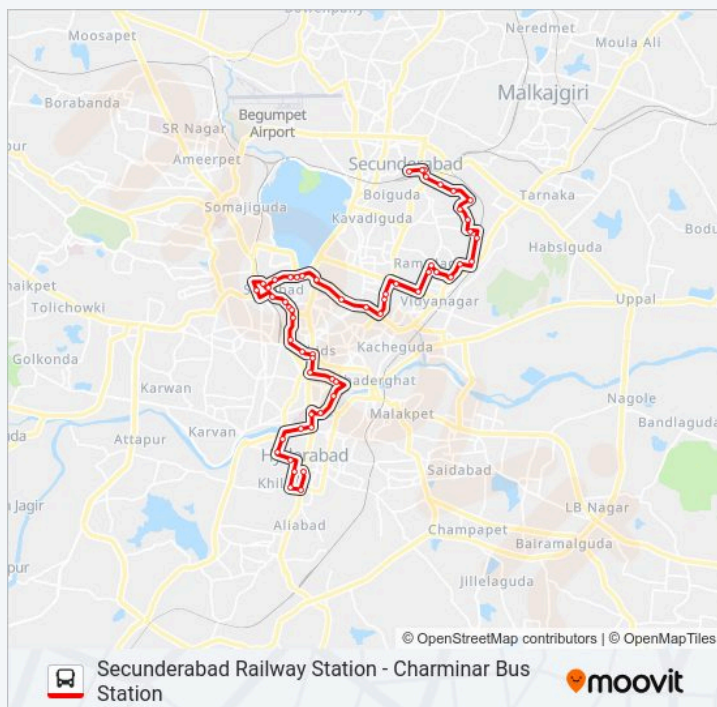 Moosapet
Neredmet
Moula Ali
Borabanda
Malkajgiri
Begumpet
Airport
SR Nagar
Ameerpet
Secunderabad
Boiguda
Tarnaka
Somajiguda
Kavadiguda
Habsiguda
Vidyanagar
Tolichowki
Uppal
Golkonda
Kacheguda
Karwan
Nagole
Malakpet
Bandlaguda
Attapur
Karvan
Saidabad
Jagir
LB Nagar
Aliabad
Champapet
Bairamalguda
Jillelaguda
© OpenStreetMap contributors | © OpenMapTiles
Secunderabad Railway Station - Charminar Bus
Station
moovit